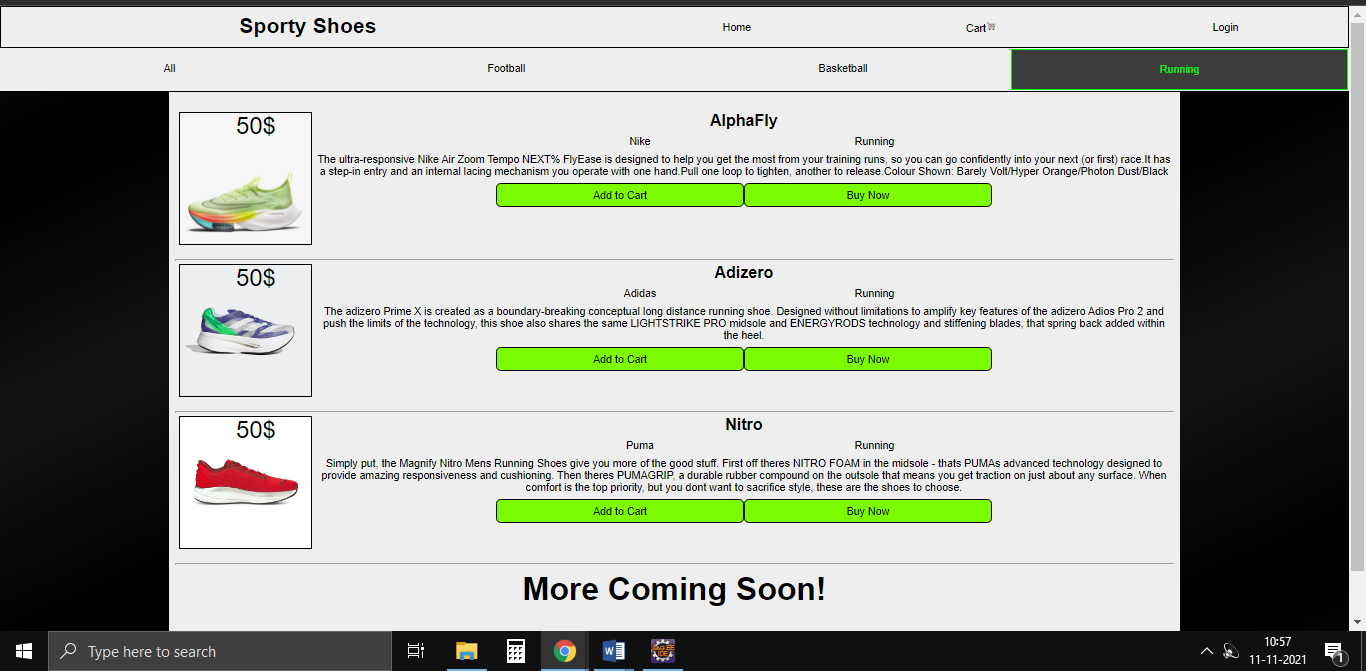 Sporty Shoes
Home
Cart
Login
All
Football
Basketball
Running
50$
AlphaFly
Nike
Running
The ultra-responsive Nike Air Zoom Tempo NEXT% FlyEase is designed to help you get the most from your training runs, so you can go confidently into your next (or first) race.It has
a step-in entry and an internal lacing mechanism you operate with one hand.Pull one loop to tighten, another to release.Colour Shown: Barely Volt/Hyper Orange/Photon Dust/Black
Add to Cart
Buy Now
50$
Adizero
Adidas
Running
The adizero Prime X is created as a boundary-breaking conceptual long distance running shoe. Designed without limitations to amplify key features of the adizero Adios Pro 2 and
push the limits of the technology, this shoe also shares the same LIGHTSTRIKE PRO midsole and ENERGYRODS technology and stiffening blades, that spring back added within
the heel.
Add to Cart
Buy Now
50$
Nitro
Puma
Running
Simply put, the Magnify Nitro Mens Running Shoes give you more of the good stuff. First off theres NITRO FOAM in the midsole - thats PUMAs advanced technology designed to
provide amazing responsiveness and cushioning. Then theres PUMAGRIP, a durable rubber compound on the outsole that means you get traction on just about any surface. When
comfort is the top priority, but you dont want to sacrifice style, these are the shoes to choose.
Add to Cart
Buy Now
More Coming Soon!
Type here to search
10:57
11-11-2021
1